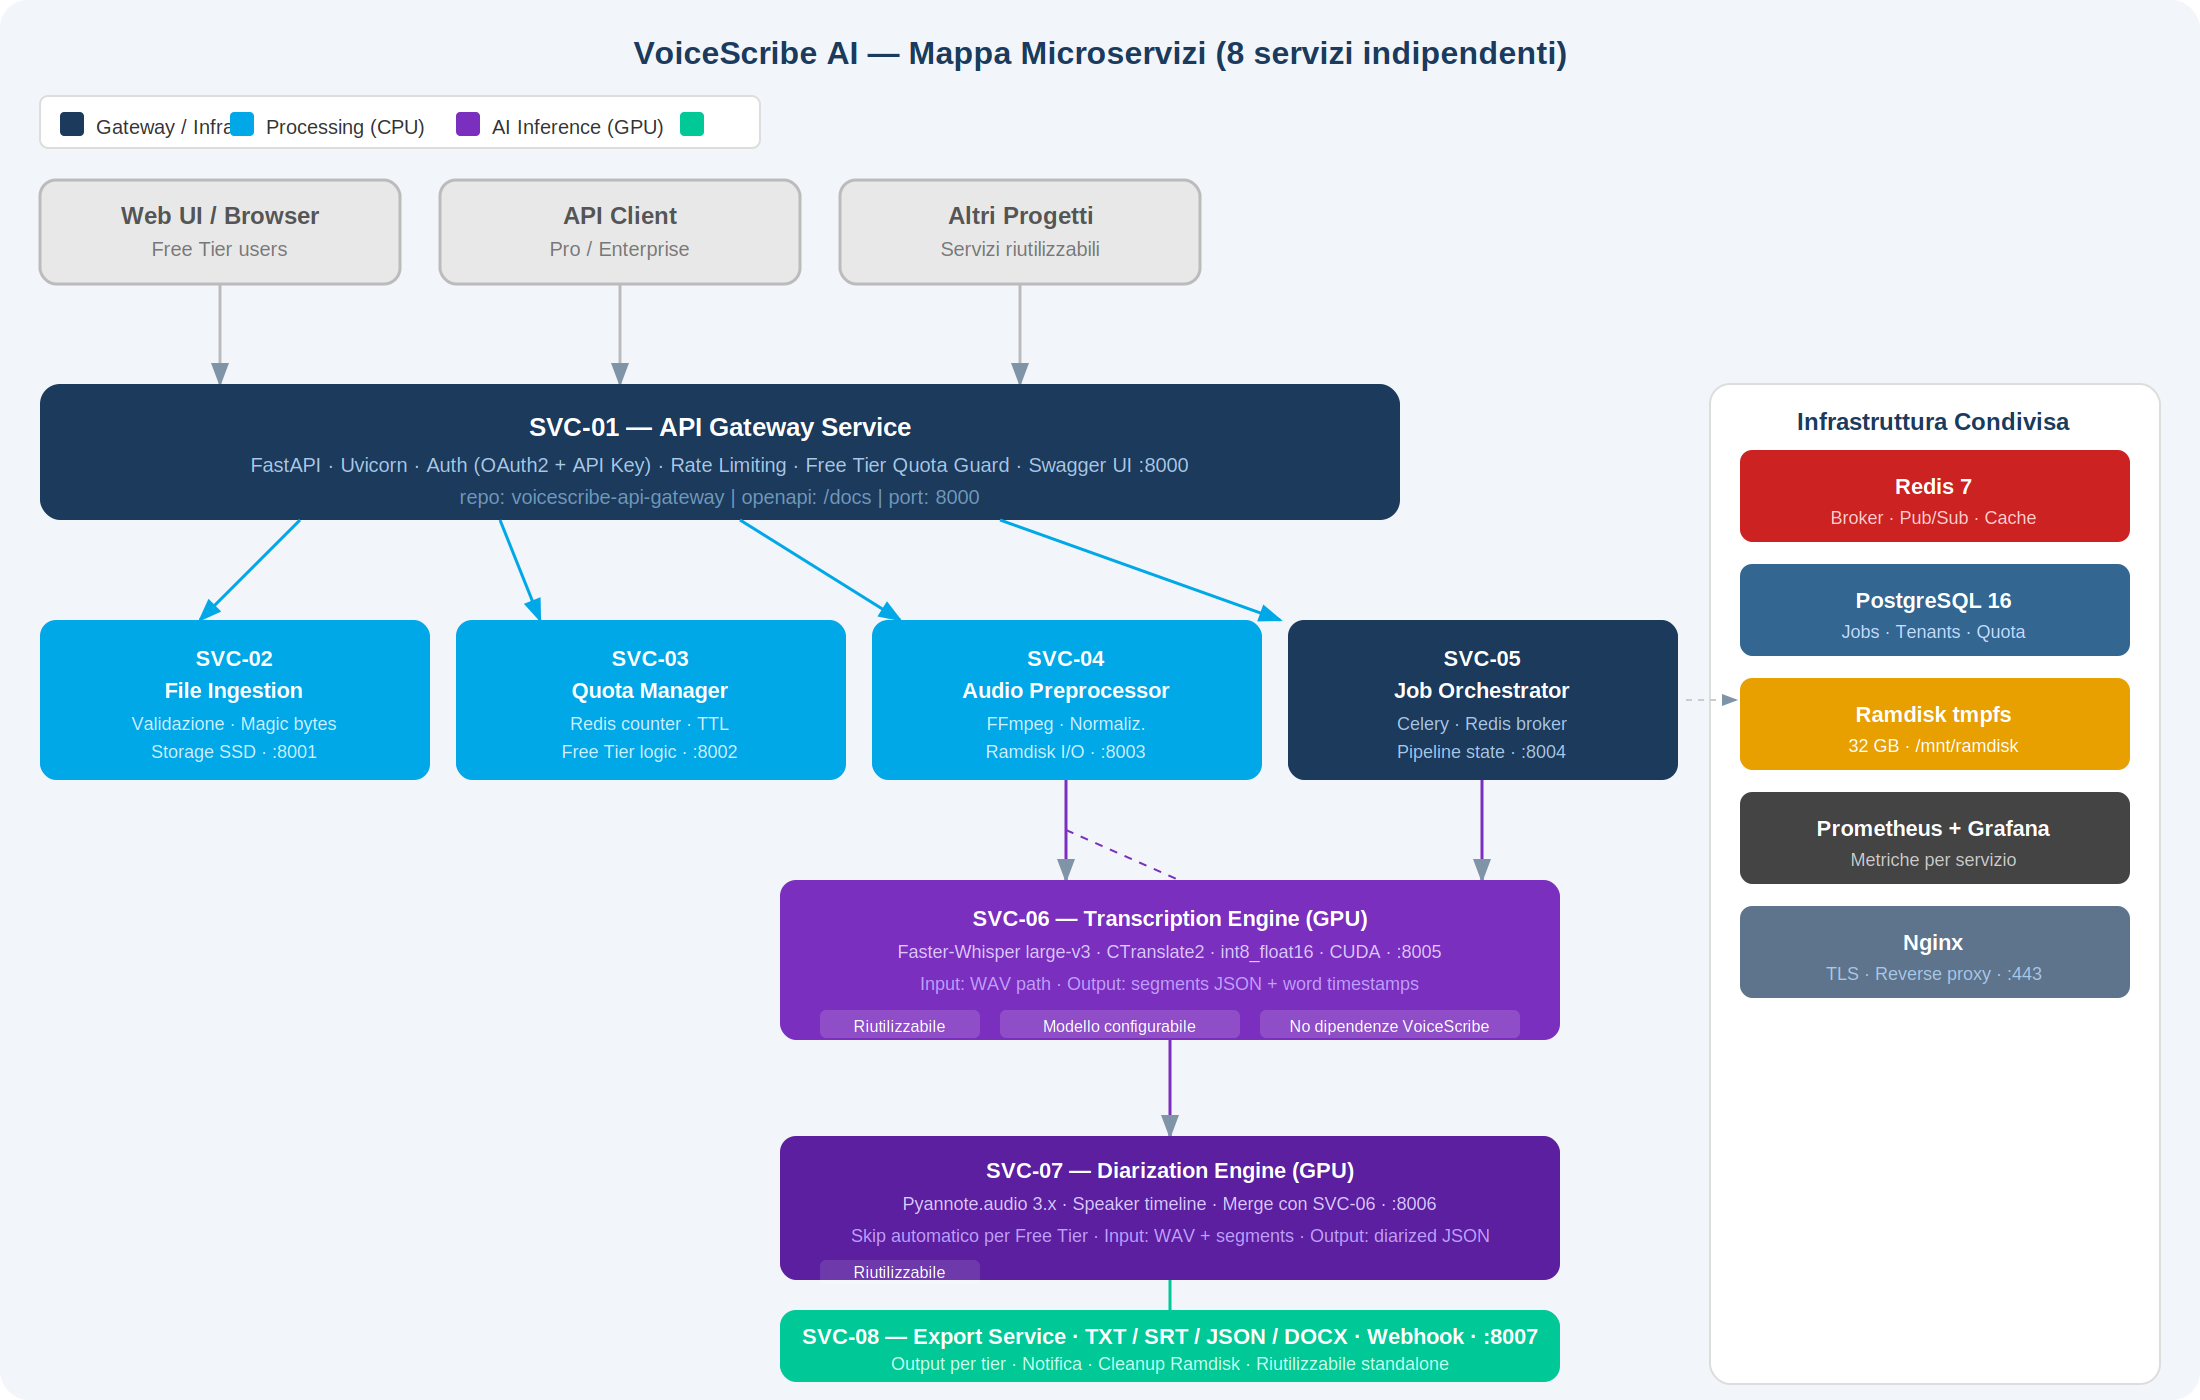 VoiceScribe AI — Mappa Microservizi (8 servizi indipendenti)
Gateway / Infra
Processing (CPU)
AI Inference (GPU)
Web UI / Browser
Free Tier users
API Client
Pro / Enterprise
Altri Progetti
Servizi riutilizzabili
SVC-01 — API Gateway Service
FastAPI · Uvicorn · Auth (OAuth2 + API Key) · Rate Limiting · Free Tier Quota Guard · Swagger UI :8000
repo: voicescribe-api-gateway | openapi: /docs | port: 8000
SVC-02
File Ingestion
Validazione · Magic bytes
Storage SSD · :8001
SVC-03
Quota Manager
Redis counter · TTL
Free Tier logic · :8002
SVC-04
Audio Preprocessor
FFmpeg · Normaliz.
Ramdisk I/O · :8003
SVC-05
Job Orchestrator
Celery · Redis broker
Pipeline state · :8004
SVC-06 — Transcription Engine (GPU)
Faster-Whisper large-v3 · CTranslate2 · int8_float16 · CUDA · :8005
Input: WAV path · Output: segments JSON + word timestamps
Riutilizzabile
Modello configurabile
No dipendenze VoiceScribe
SVC-07 — Diarization Engine (GPU)
Pyannote.audio 3.x · Speaker timeline · Merge con SVC-06 · :8006
Skip automatico per Free Tier · Input: WAV + segments · Output: diarized JSON
Riutilizzabile
SVC-08 — Export Service · TXT / SRT / JSON / DOCX · Webhook · :8007
Output per tier · Notifica · Cleanup Ramdisk · Riutilizzabile standalone
Infrastruttura Condivisa
Redis 7
Broker · Pub/Sub · Cache
PostgreSQL 16
Jobs · Tenants · Quota
Ramdisk tmpfs
32 GB · /mnt/ramdisk
Prometheus + Grafana
Metriche per servizio
Nginx
TLS · Reverse proxy · :443